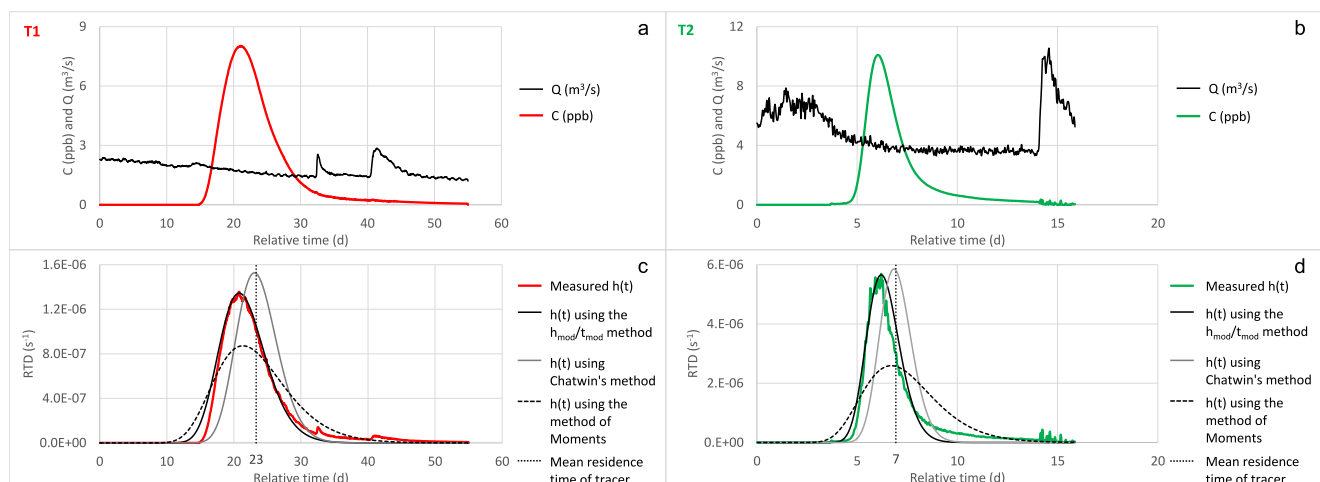 T1
a
C (ppb) and Q (m³/s)
9
6
3
0
0 10 20 30 40 50 60
Relative time (d)
Q (m³/s)
C (ppb)
T2
b
C (ppb) and Q (m³/s)
12
8
4
0
0 5 10 15 20
Relative time (d)
Q (m³/s)
C (ppb)
c
RTD (s⁻¹)
1.6E-06
1.2E-06
8.0E-07
4.0E-07
0.0E+00
0 10 20 23 30 40 50 60
Relative time (d)
Measured h(t)
h(t) using the
hmod/tmod method
h(t) using
Chatwin's method
h(t) using the
method of
Moments
Mean residence
time of tracer
d
RTD (s⁻¹)
6.E-06
4.E-06
2.E-06
0.E+00
0 5 7 10 15 20
Relative time (d)
Measured h(t)
h(t) using the
hmod/tmod method
h(t) using
Chatwin's method
h(t) using the
method of
Moments
Mean residence
time of tracer